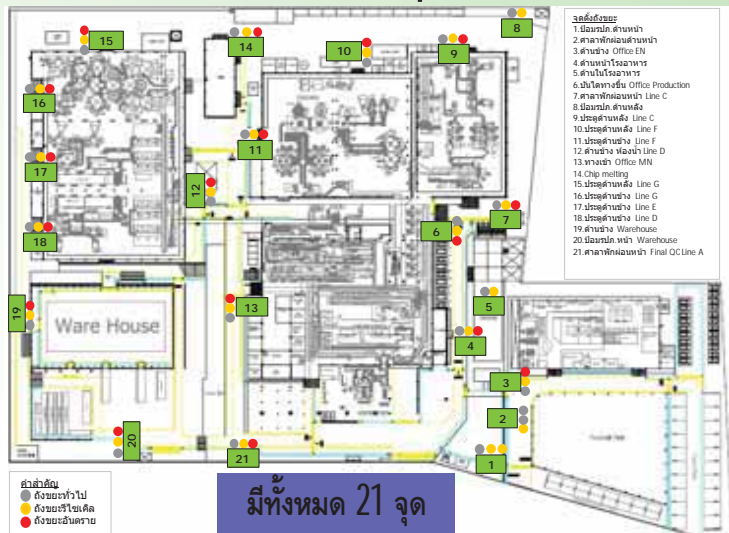 จุดตั้งถังขยะ
1.ป้อมรปภ.ด้านหน้า
2.ศาลาพักผ่อนด้านหน้า
3.ด้านข้าง Office EN
4.ด้านหน้าโรงอาหาร
5.ด้านในโรงอาหาร
6.บันไดทางขึ้น Office Production
7.ศาลาพักผ่อนหน้า Line C
8.ป้อมรปภ.ด้านหลัง
9.ประตูด้านหลัง Line C
10.ประตูด้านหลัง Line F
11.ประตูด้านข้าง Line F
12.ด้านข้าง ห้องน้ำ Line D
13.ทางเข้า Office MN
14.Chip melting
15.ประตูด้านหลัง Line G
16.ประตูด้านข้าง Line G
17.ประตูด้านข้าง Line E
18.ประตูด้านข้าง Line D
19.ด้านข้าง Warehouse
20.ป้อมรปภ.หน้า Warehouse
21.ศาลาพักผ่อนหน้า Final QC Line A
8
15
14
10
9
16
11
17
12
7
6
18
5
19
Ware House
13
4
3
2
20
21
1
คำสำคัญ
ถังขยะทั่วไป
ถังขยะรีไซเคิล
ถังขยะอันตราย
มีทั้งหมด 21 จุด